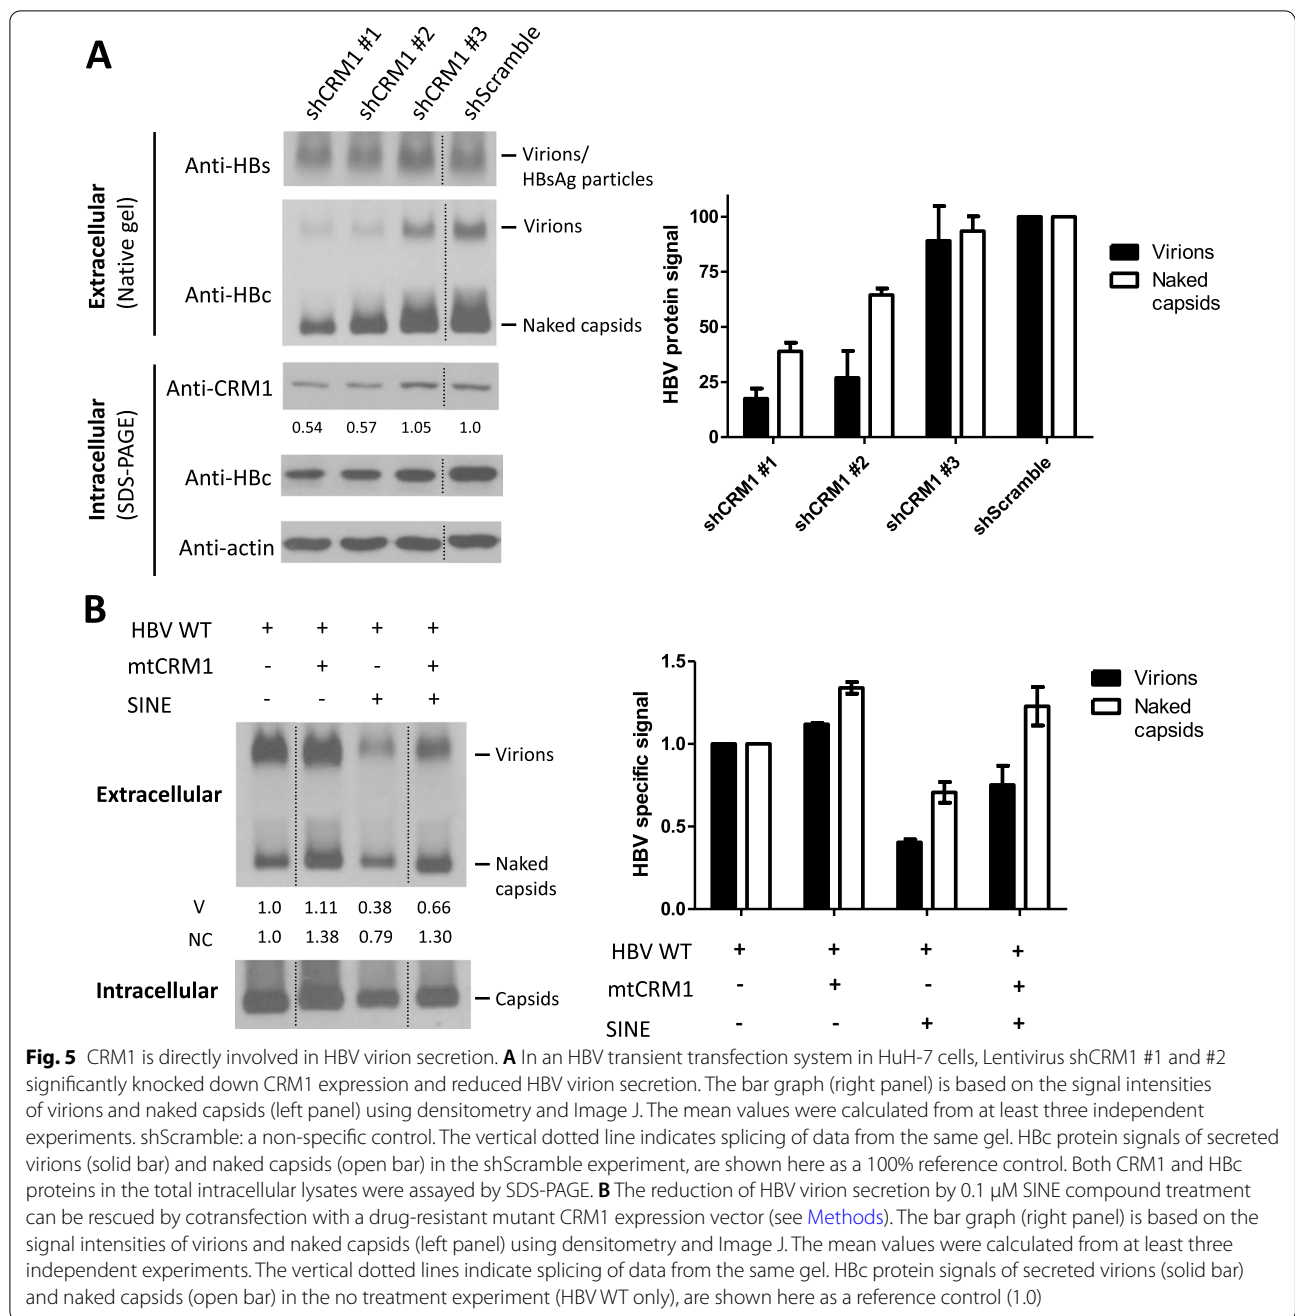 A
shCRM1 #1
shCRM1 #2
shCRM1 #3
shScramble
Extracellular
(Native gel)
Anti-HBs
Virions/
HBsAg particles
Virions
Anti-HBc
Naked capsids
Intracellular
(SDS-PAGE)
Anti-CRM1
0.54 0.57 1.05 1.0
Anti-HBc
Anti-actin
HBV protein signal
100
75
50
25
0
shCRM1 #1
shCRM1 #2
shCRM1 #3
shScramble
Virions
Naked
capsids
B
HBV WT + + + +
mtCRM1 - + - +
SINE - - + +
Extracellular
Virions
Naked
capsids
V 1.0 1.11 0.38 0.66
NC 1.0 1.38 0.79 1.30
Intracellular
Capsids
HBV specific signal
1.5
1.0
0.5
0.0
HBV WT + + + +
mtCRM1 - + - +
SINE - - + +
Virions
Naked
capsids
Fig. 5 CRM1 is directly involved in HBV virion secretion. A In an HBV transient transfection system in HuH-7 cells, Lentivirus shCRM1 #1 and #2
significantly knocked down CRM1 expression and reduced HBV virion secretion. The bar graph (right panel) is based on the signal intensities
of virions and naked capsids (left panel) using densitometry and Image J. The mean values were calculated from at least three independent
experiments. shScramble: a non-specific control. The vertical dotted line indicates splicing of data from the same gel. HBc protein signals of secreted
virions (solid bar) and naked capsids (open bar) in the shScramble experiment, are shown here as a 100% reference control. Both CRM1 and HBc
proteins in the total intracellular lysates were assayed by SDS-PAGE. B The reduction of HBV virion secretion by 0.1 μM SINE compound treatment
can be rescued by cotransfection with a drug-resistant mutant CRM1 expression vector (see Methods). The bar graph (right panel) is based on the
signal intensities of virions and naked capsids (left panel) using densitometry and Image J. The mean values were calculated from at least three
independent experiments. The vertical dotted lines indicate splicing of data from the same gel. HBc protein signals of secreted virions (solid bar)
and naked capsids (open bar) in the no treatment experiment (HBV WT only), are shown here as a reference control (1.0)